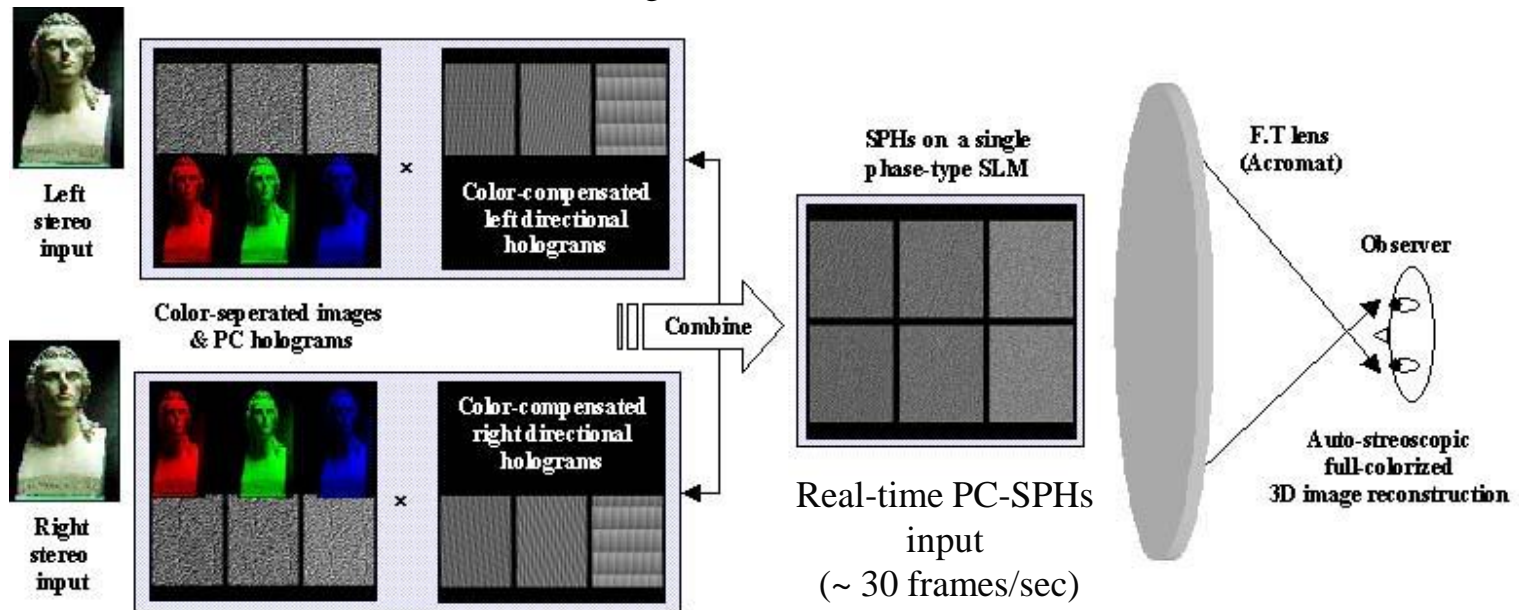 Left
stereo
input
×
Color-compensated
left directional
holograms
Color-seperated images
& PC holograms
Right
stereo
input
×
Color-compensated
right directional
holograms
Combine
SPHs on a single
phase-type SLM
Real-time PC-SPHs
input
(~ 30 frames/sec)
F.T lens
(Acromat)
Observer
Auto-streoscopic
full-colorized
3D image reconstruction